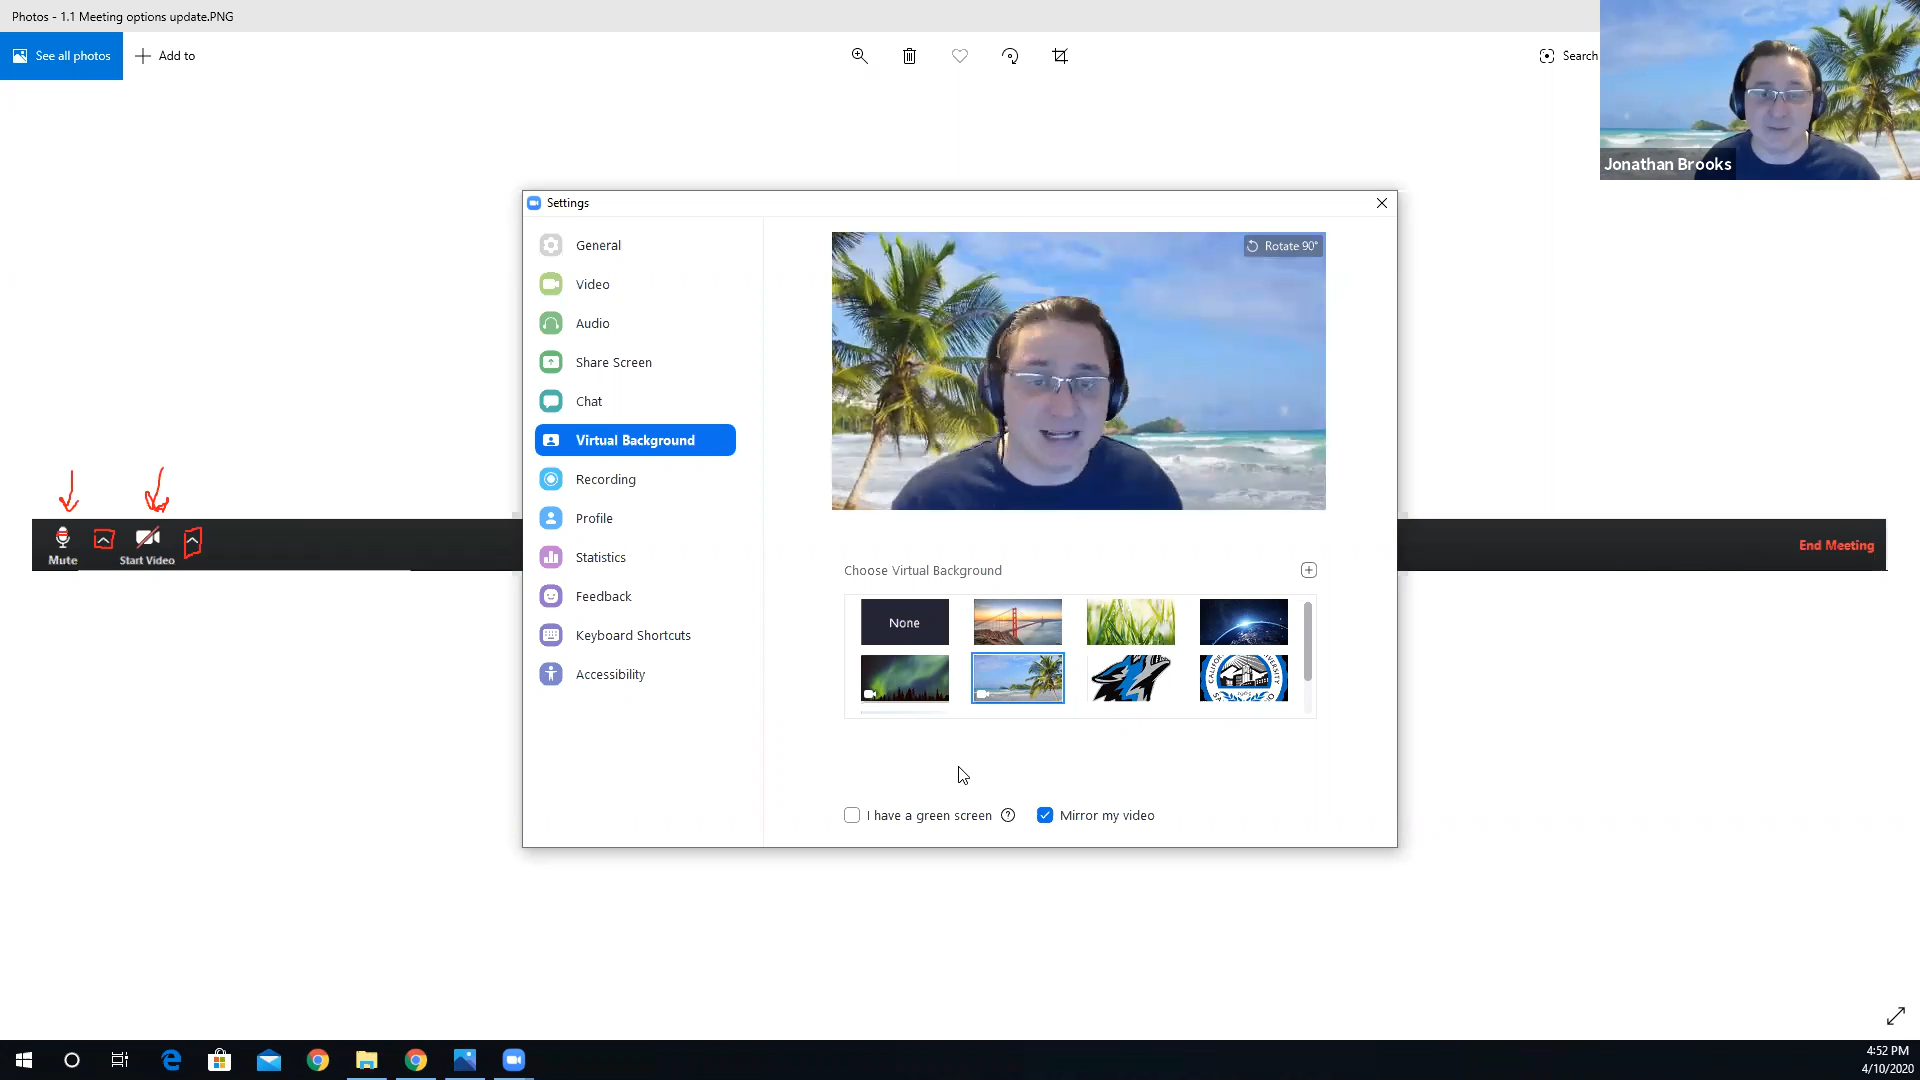 Photos - 1.1 Meeting options update.PNG
See all photos
Add to
Search
Jonathan Brooks
Settings
General
Video
Audio
Share Screen
Chat
Virtual Background
Recording
Profile
Statistics
Feedback
Keyboard Shortcuts
Accessibility
Rotate 90°
Mute
Start Video
End Meeting
Choose Virtual Background
None
I have a green screen
Mirror my video
4:52 PM
4/10/2020